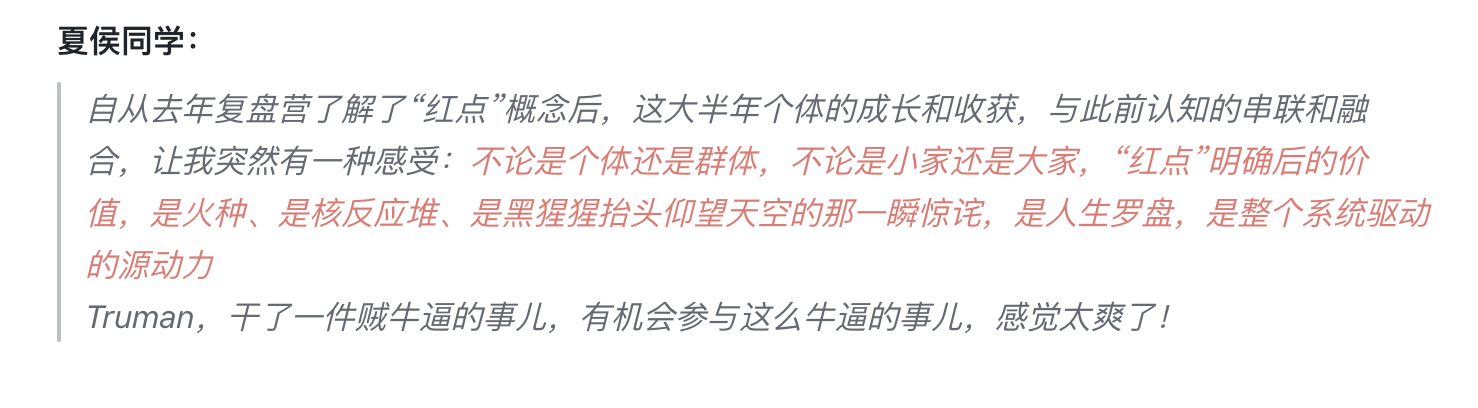 夏侯同学：
自从去年复盘营了解了“红点”概念后，这大半年个体的成长和收获，与此前认知的串联和融
合，让我突然有一种感受：不论是个体还是群体，不论是小家还是大家，“红点”明确后的价
值，是火种、是核反应堆、是黑猩猩抬头仰望天空的那一瞬惊诧，是人生罗盘，是整个系统驱动
的源动力
Truman，干了一件贼牛逼的事儿，有机会参与这么牛逼的事儿，感觉太爽了！